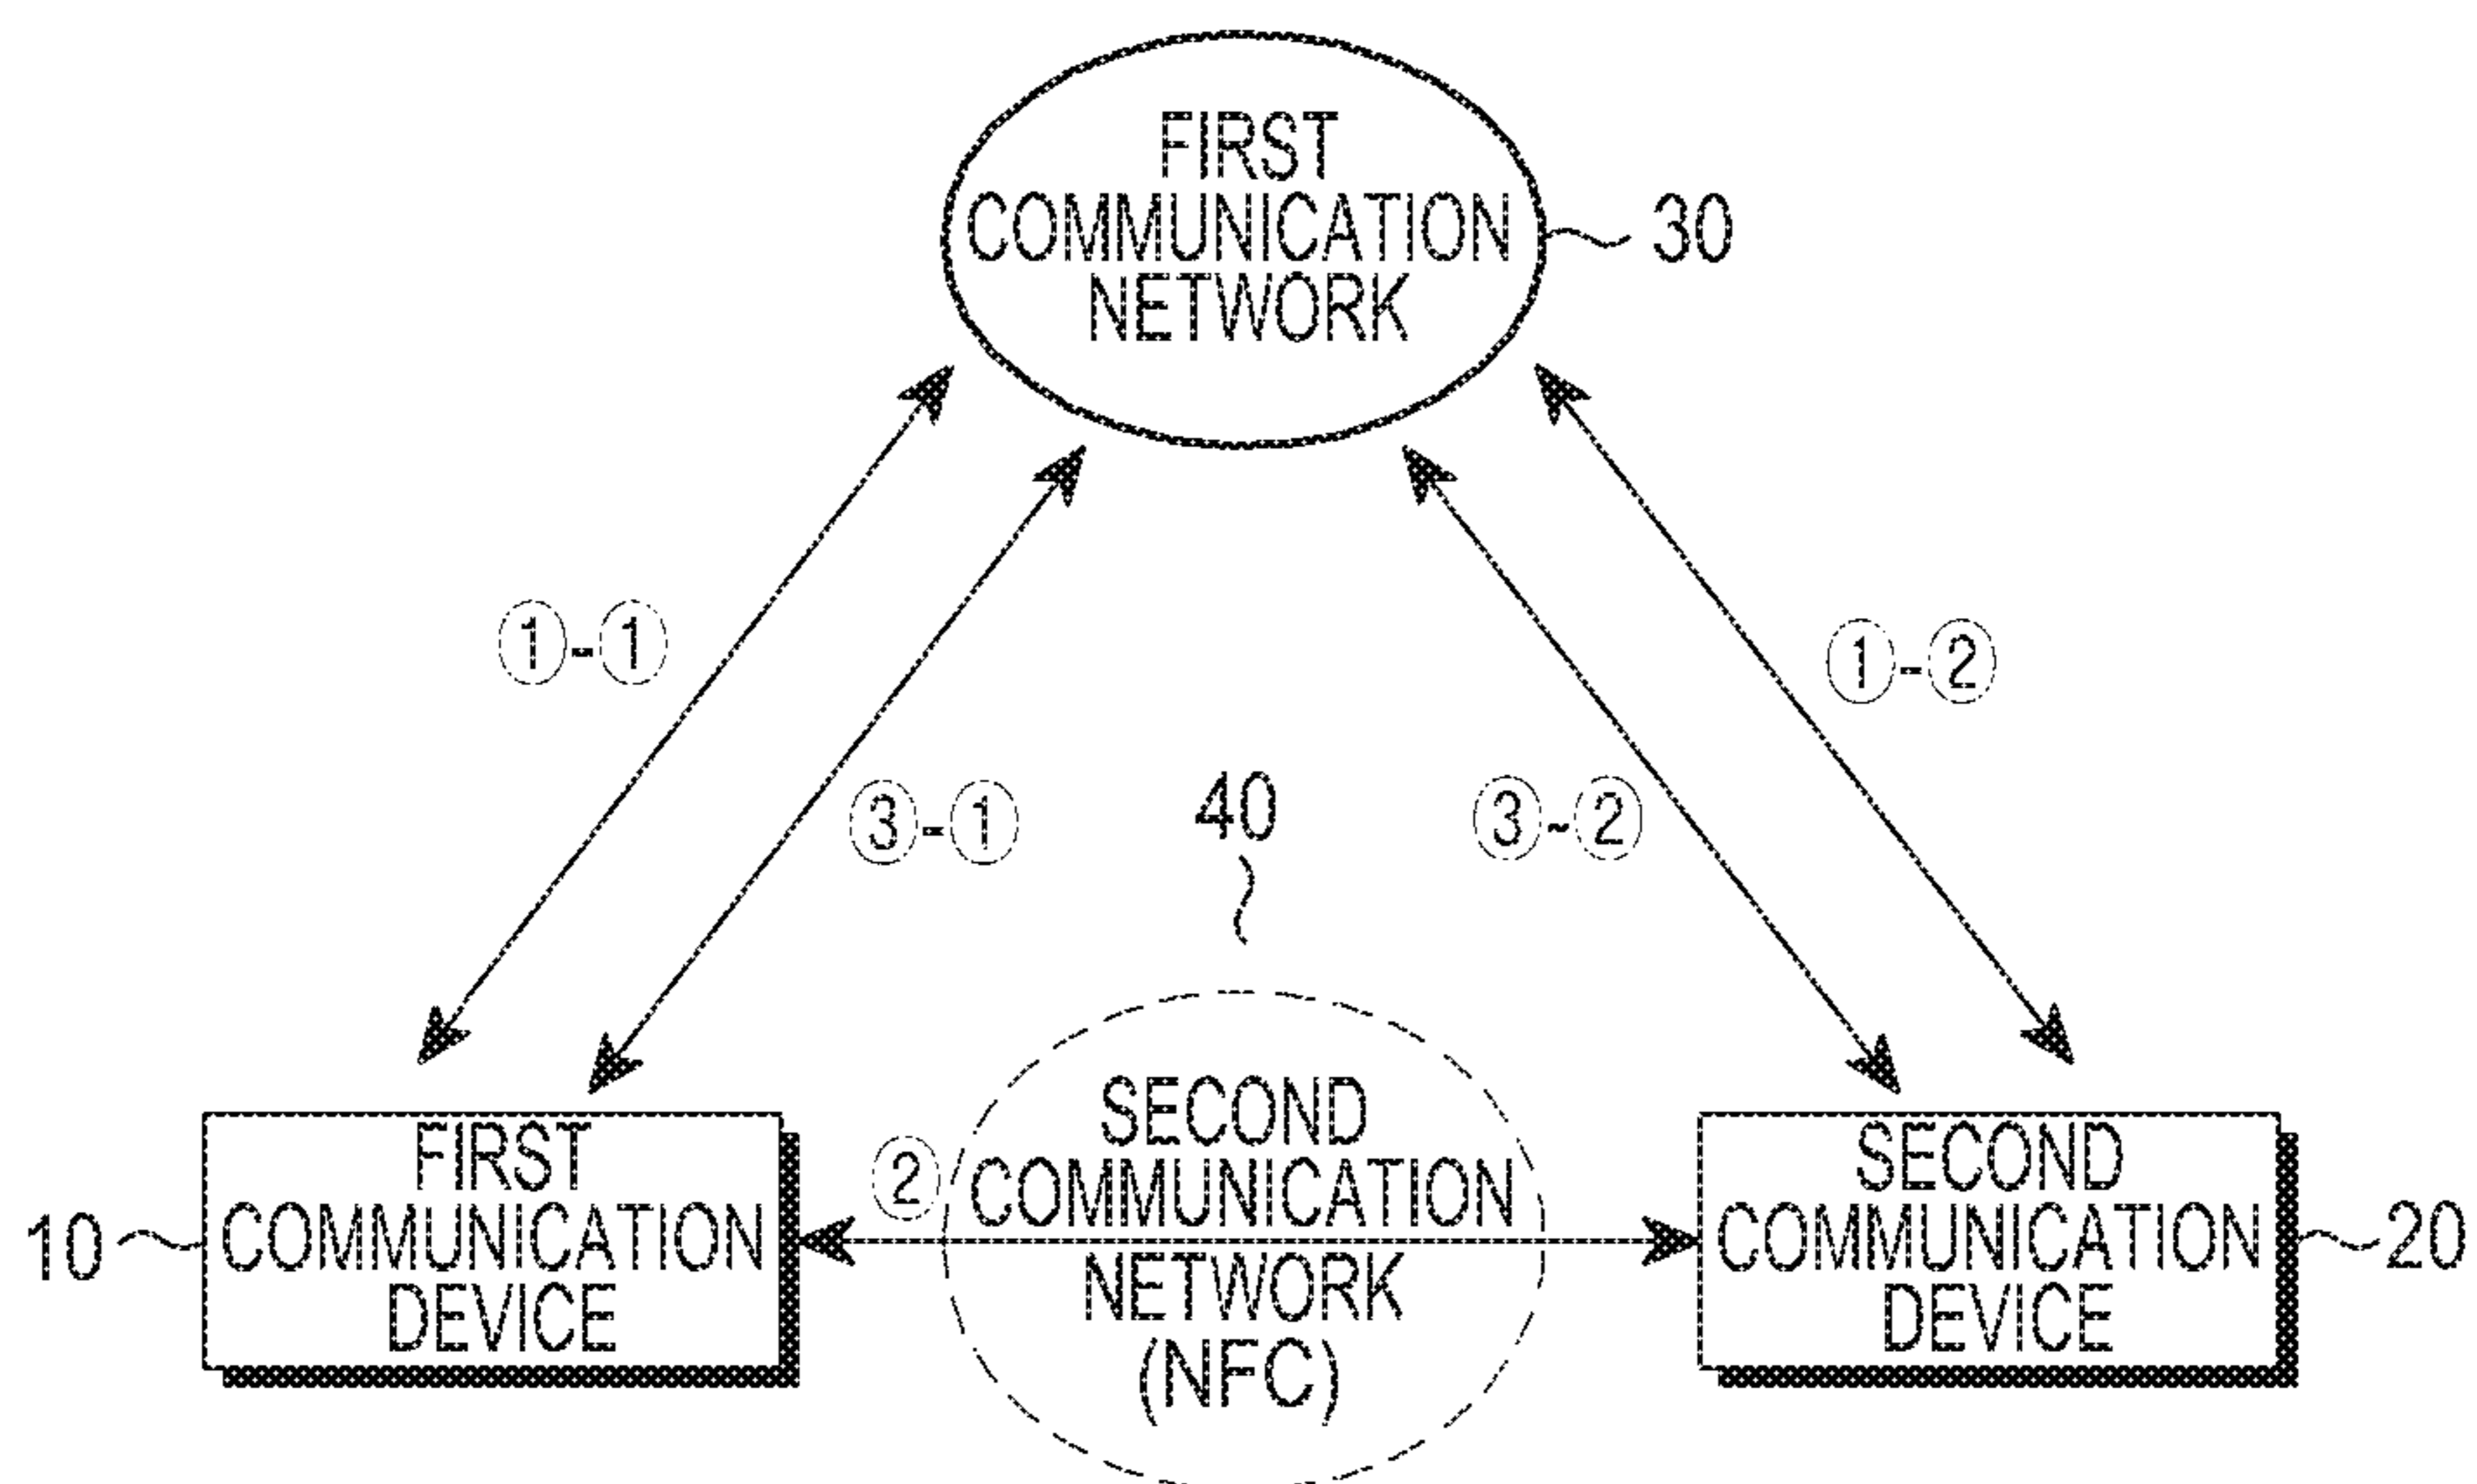 FIRST
COMMUNICATION
NETWORK
30
①-①
①-②
③-①
③~②
40
FIRST
COMMUNICATION
DEVICE
10
②
SECOND
COMMUNICATION
NETWORK
(NFC)
SECOND
COMMUNICATION
DEVICE
20